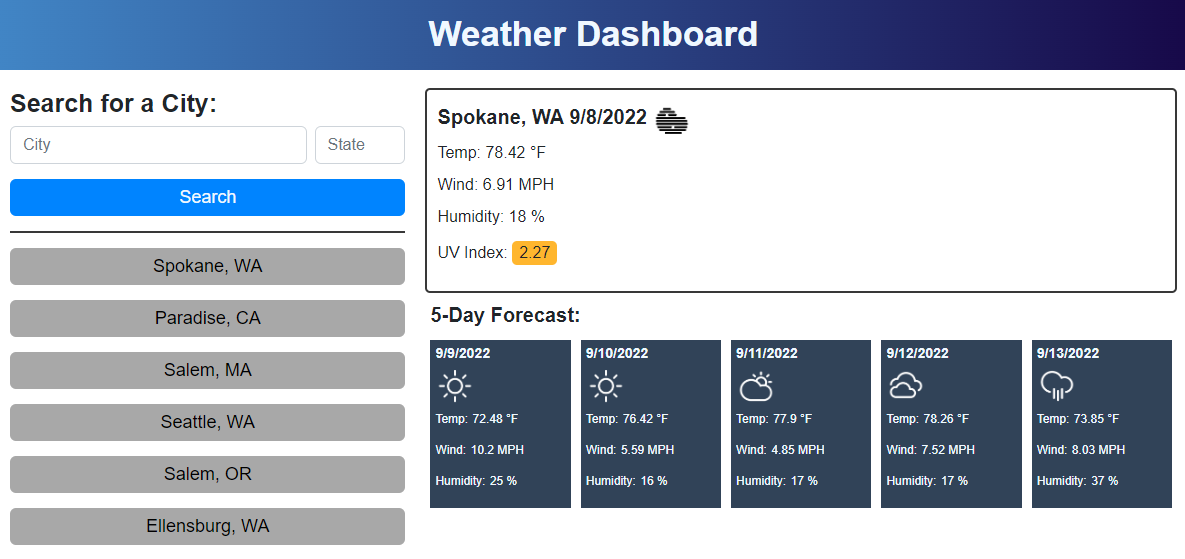 Weather Dashboard
Search for a City:
City
State
Search
Spokane, WA
Paradise, CA
Salem, MA
Seattle, WA
Salem, OR
Ellensburg, WA
Spokane, WA 9/8/2022
Temp: 78.42 °F
Wind: 6.91 MPH
Humidity: 18 %
UV Index: 2.27
5-Day Forecast:
9/9/2022
Temp: 72.48 °F
Wind: 10.2 MPH
Humidity: 25 %
9/10/2022
Temp: 76.42 °F
Wind: 5.59 MPH
Humidity: 16 %
9/11/2022
Temp: 77.9 °F
Wind: 4.85 MPH
Humidity: 17 %
9/12/2022
Temp: 78.26 °F
Wind: 7.52 MPH
Humidity: 17 %
9/13/2022
Temp: 73.85 °F
Wind: 8.03 MPH
Humidity: 37 %